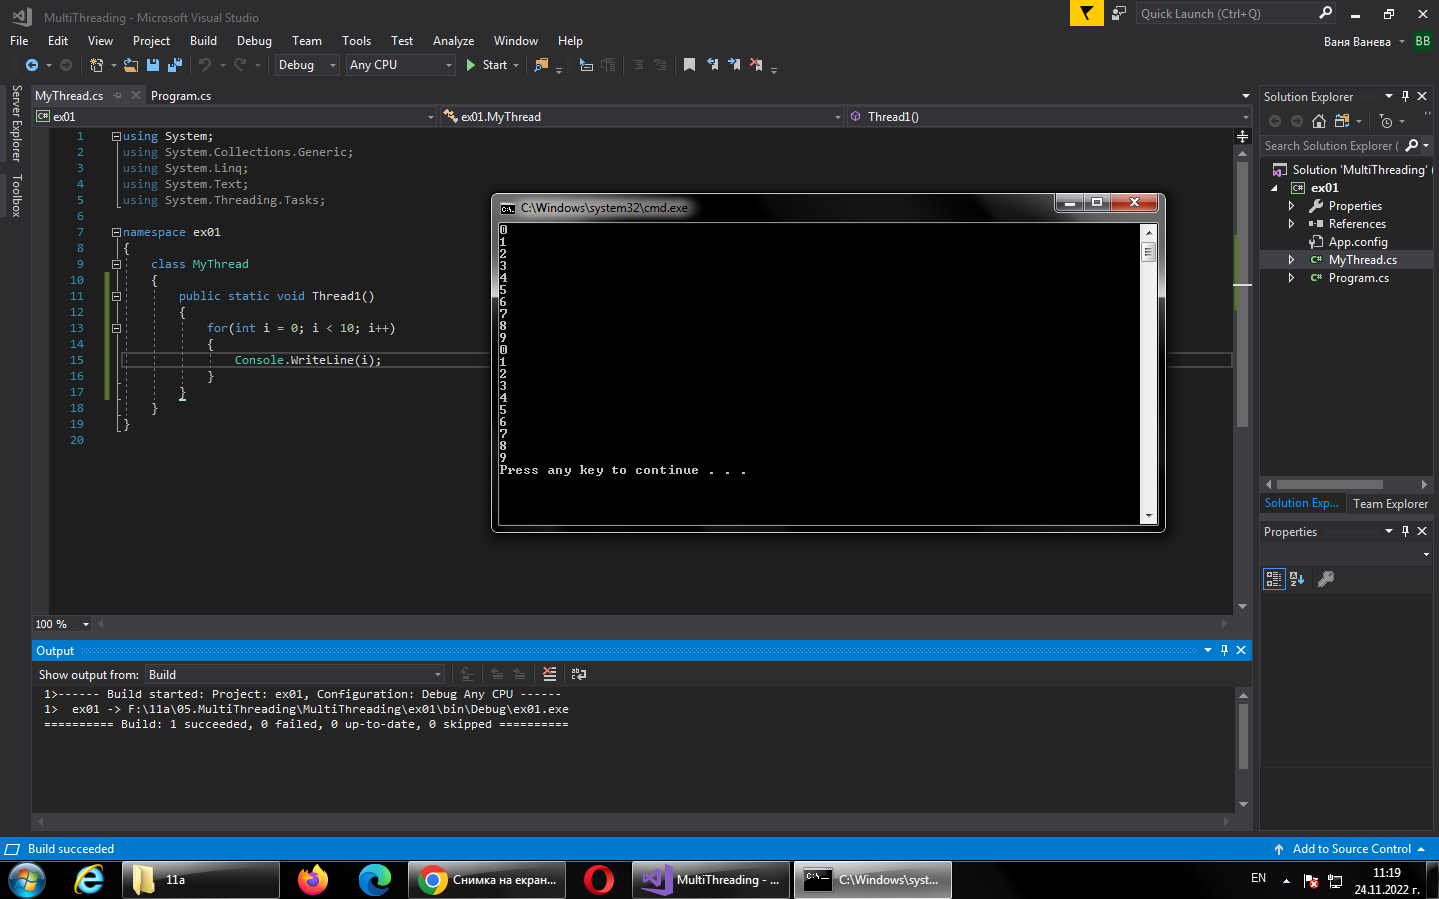 MultiThreading - Microsoft Visual Studio
Quick Launch (Ctrl+Q)
File Edit View Project Build Debug Team Tools Test Analyze Window Help
Ваня Ванева BB
Debug Any CPU Start
Server Explorer
Toolbox
MyThread.cs Program.cs
C# ex01 ex01.MyThread Thread1()
1 using System;
2 using System.Collections.Generic;
3 using System.Linq;
4 using System.Text;
5 using System.Threading.Tasks;
6
7 namespace ex01
8 {
9 class MyThread
10 {
11 public static void Thread1()
12 {
13 for(int i = 0; i < 10; i++)
14 {
15 Console.WriteLine(i);
16 }
17 }
18 }
19 }
20
C:\Windows\system32\cmd.exe
0
1
2
3
4
5
6
7
8
9
0
1
2
3
4
5
6
7
8
9
Press any key to continue . . .
Solution Explorer
Search Solution Explorer (
Solution 'MultiThreading' (
C# ex01
Properties
References
App.config
C# MyThread.cs
C# Program.cs
Solution Exp... Team Explorer
Properties
100 %
Output
Show output from: Build
1>------ Build started: Project: ex01, Configuration: Debug Any CPU ------
1> ex01 -> F:\11a\05.MultiThreading\MultiThreading\ex01\bin\Debug\ex01.exe
========== Build: 1 succeeded, 0 failed, 0 up-to-date, 0 skipped ==========
Build succeeded
Add to Source Control
11a
Снимка на екран...
MultiThreading - ...
C:\Windows\syst...
EN
11:19
24.11.2022 г.